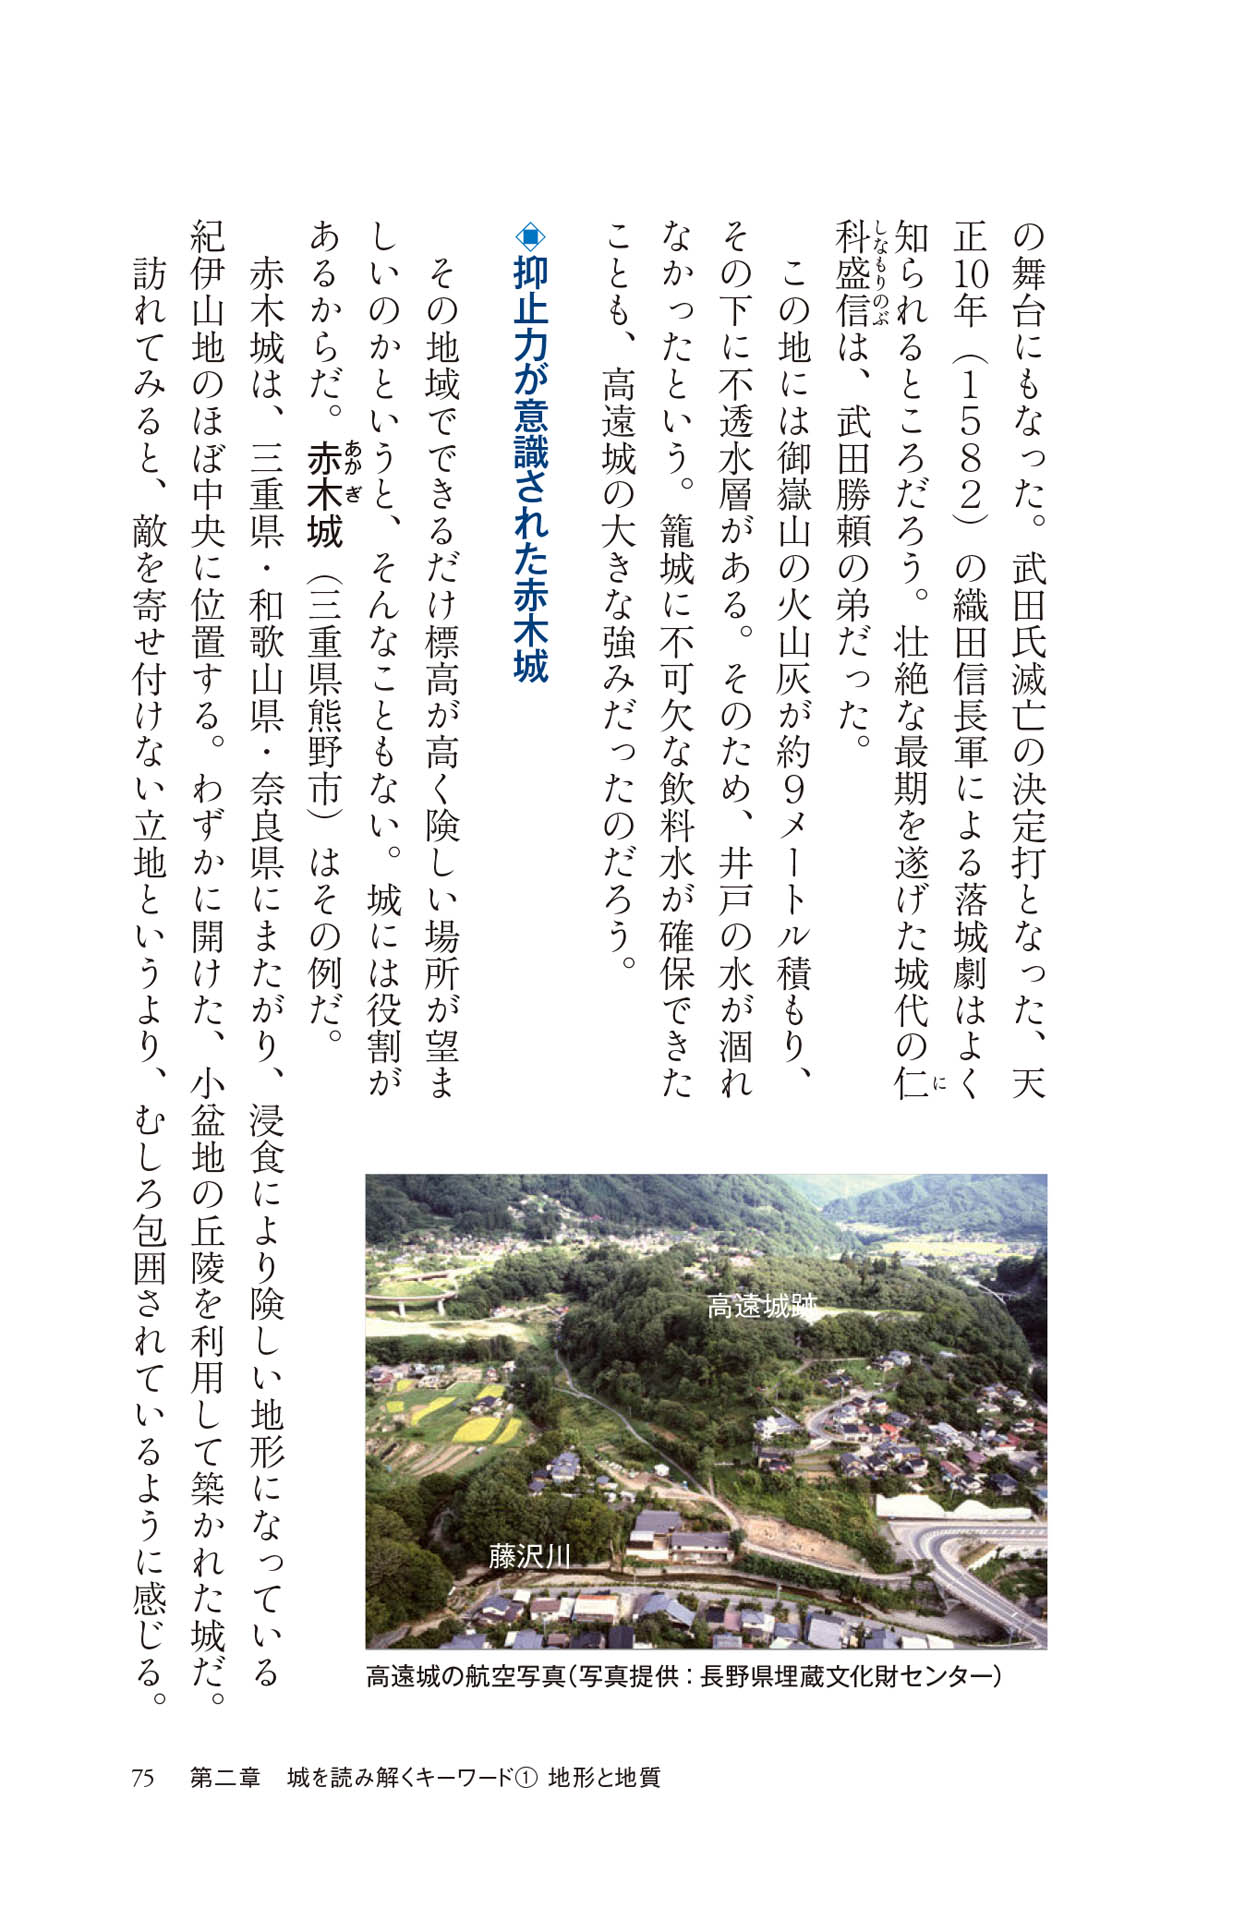 の舞台にもなった。武田氏滅亡の決定打となった、天
正10年（1582）の織田信長軍による落城劇はよく
知られるところだろう。壮絶な最期を遂げた城代の仁
に
科盛信は、武田勝頼の弟だった。
しなもりのぶ
この地には御嶽山の火山灰が約9メートル積もり、
その下に不透水層がある。そのため、井戸の水が涸れ
なかったという。籠城に不可欠な飲料水が確保できた
ことも、高遠城の大きな強みだったのだろう。
抑止力が意識された赤木城
その地域でできるだけ標高が高く険しい場所が望ま
しいのかというと、そんなこともない。城には役割が
あるからだ。赤木城（三重県熊野市）はその例だ。
あかぎ
赤木城は、三重県・和歌山県・奈良県にまたがり、浸食により険しい地形になっている
紀伊山地のほぼ中央に位置する。わずかに開けた、小盆地の丘陵を利用して築かれた城だ。
訪れてみると、敵を寄せ付けない立地というより、むしろ包囲されているように感じる。
高遠城跡
藤沢川
高遠城の航空写真（写真提供：長野県埋蔵文化財センター）
75 第二章 城を読み解くキーワード① 地形と地質